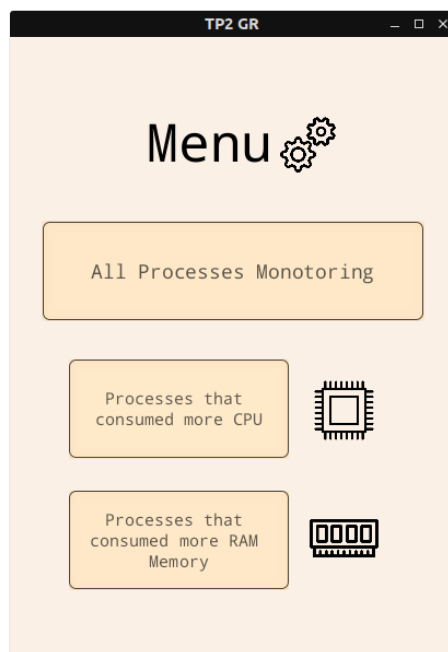 TP2 GR
Menu
All Processes Monotoring
Processes that
consumed more CPU
Processes that
consumed more RAM
Memory